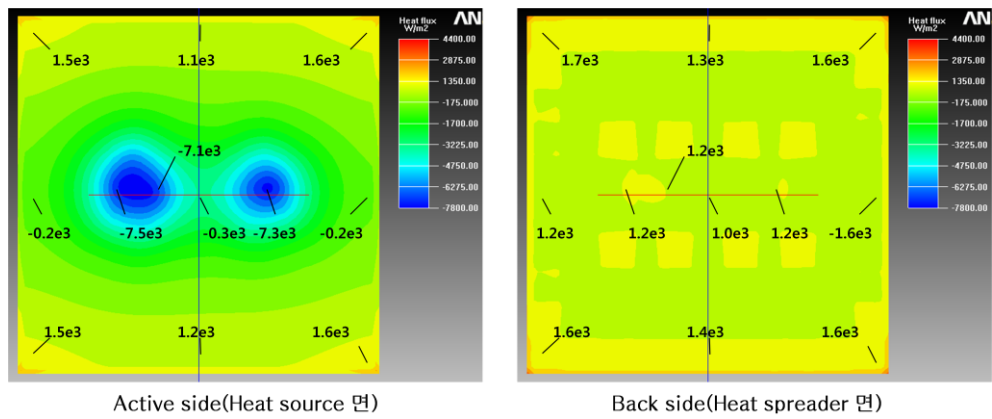 Heat flux
W/m2
ΛN
4400.00
2875.00
1350.00
-175.000
-1700.00
-3225.00
-4750.00
-6275.00
-7800.00
1.5e3
1.1e3
1.6e3
-7.1e3
-0.2e3
-7.5e3
-0.3e3
-7.3e3
-0.2e3
1.5e3
1.2e3
1.6e3
Active side(Heat source 면)
Heat flux
W/m2
ΛN
4400.00
2875.00
1350.00
-175.000
-1700.00
-3225.00
-4750.00
-6275.00
-7800.00
1.7e3
1.3e3
1.6e3
1.2e3
1.2e3
1.2e3
1.0e3
1.2e3
-1.6e3
1.6e3
1.4e3
1.6e3
Back side(Heat spreader 면)